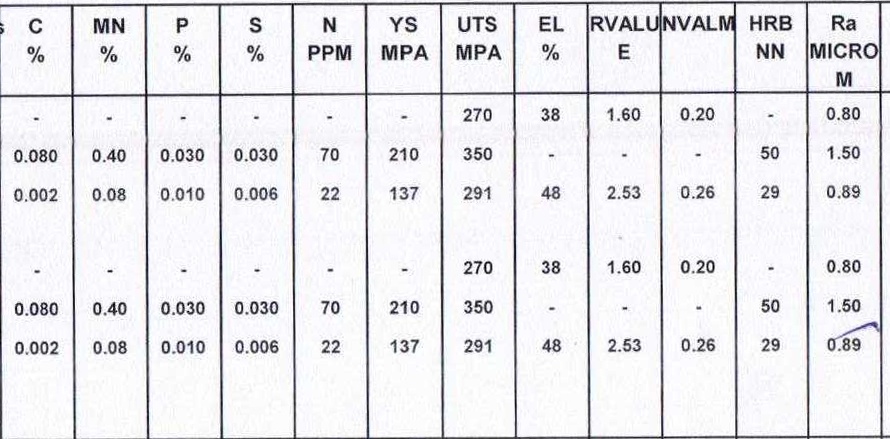 s C MN P S N YS UTS EL RVALU NVALM HRB Ra
% % % % PPM MPA MPA % E NN MICRO
M
- - - - - - 270 38 1.60 0.20 - 0.80
0.080 0.40 0.030 0.030 70 210 350 - - - 50 1.50
0.002 0.08 0.010 0.006 22 137 291 48 2.53 0.26 29 0.89
- - - - - - 270 38 1.60 0.20 - 0.80
0.080 0.40 0.030 0.030 70 210 350 - - - 50 1.50
0.002 0.08 0.010 0.006 22 137 291 48 2.53 0.26 29 0.89